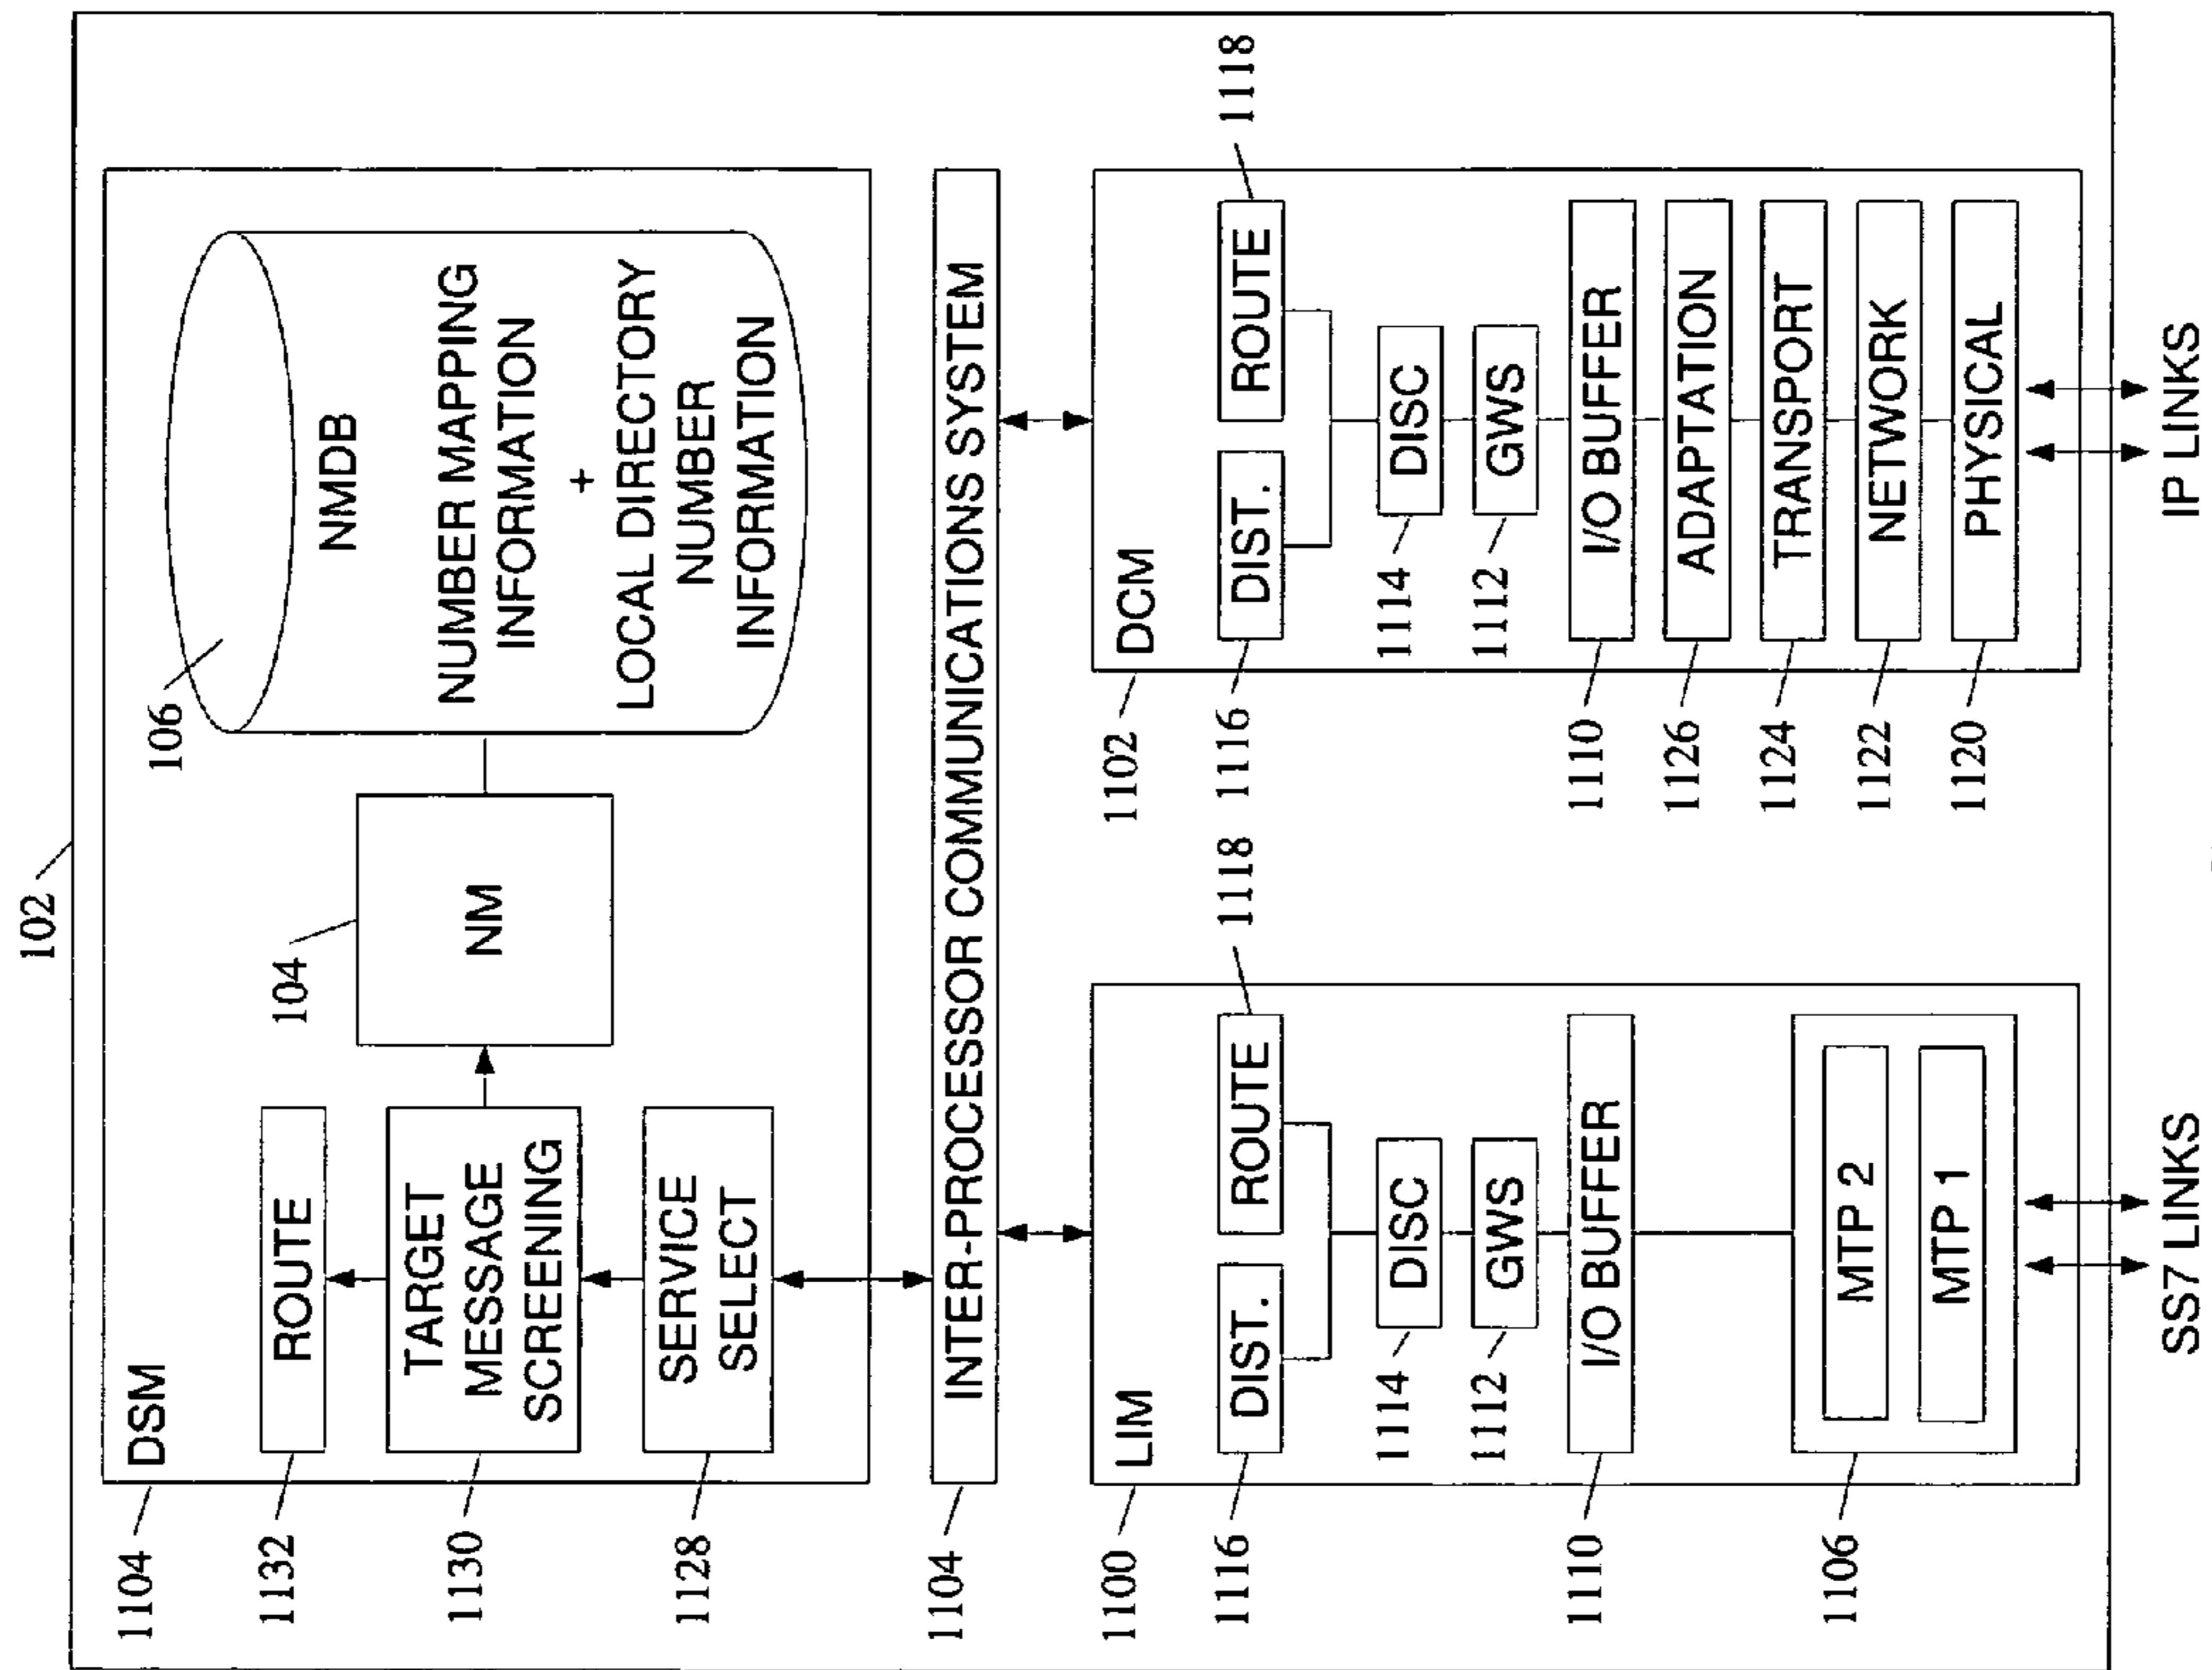 102
1104
DSM
1132
ROUTE
1130
TARGET
MESSAGE
SCREENING
1128
SERVICE
SELECT
104
NM
106
NMDB
NUMBER MAPPING
INFORMATION
+
LOCAL DIRECTORY
NUMBER
INFORMATION
1104
INTER-PROCESSOR COMMUNICATIONS SYSTEM
1100
LIM
1116
DIST.
ROUTE
1118
1114
DISC
1112
GWS
1110
I/O BUFFER
1106
MTP 2
MTP 1
SS7 LINKS
1102
DCM
1116
DIST.
ROUTE
1118
1114
DISC
1112
GWS
1110
I/O BUFFER
1126
ADAPTATION
1124
TRANSPORT
1122
NETWORK
1120
PHYSICAL
IP LINKS